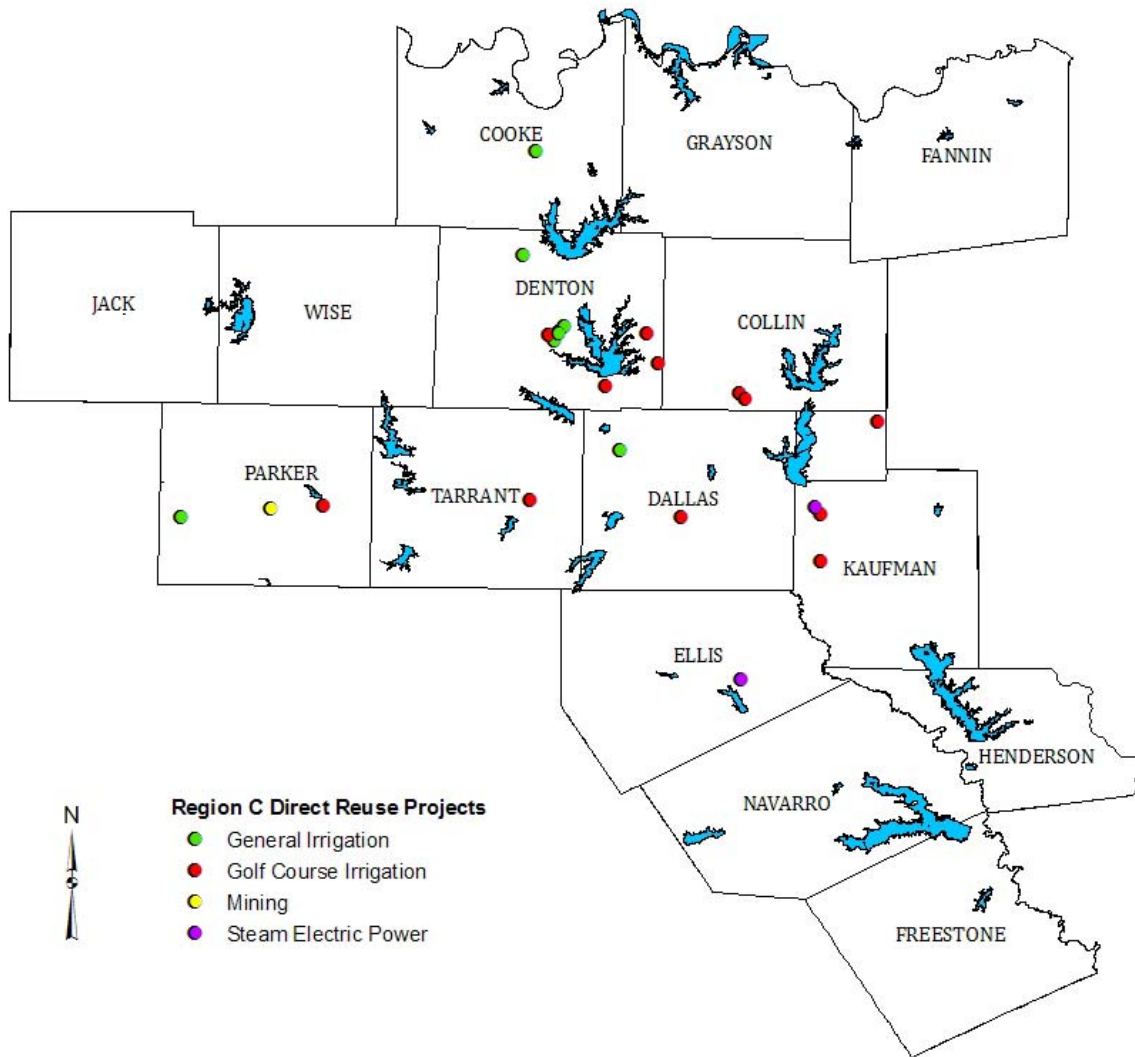 COOKE
GRAYSON
FANNIN
JACK
WISE
DENTON
COLLIN
PARKER
TARRANT
DALLAS
KAUFMAN
ELLIS
HENDERSON
NAVARRO
FREESTONE
N
Region C Direct Reuse Projects
General Irrigation
Golf Course Irrigation
Mining
Steam Electric Power